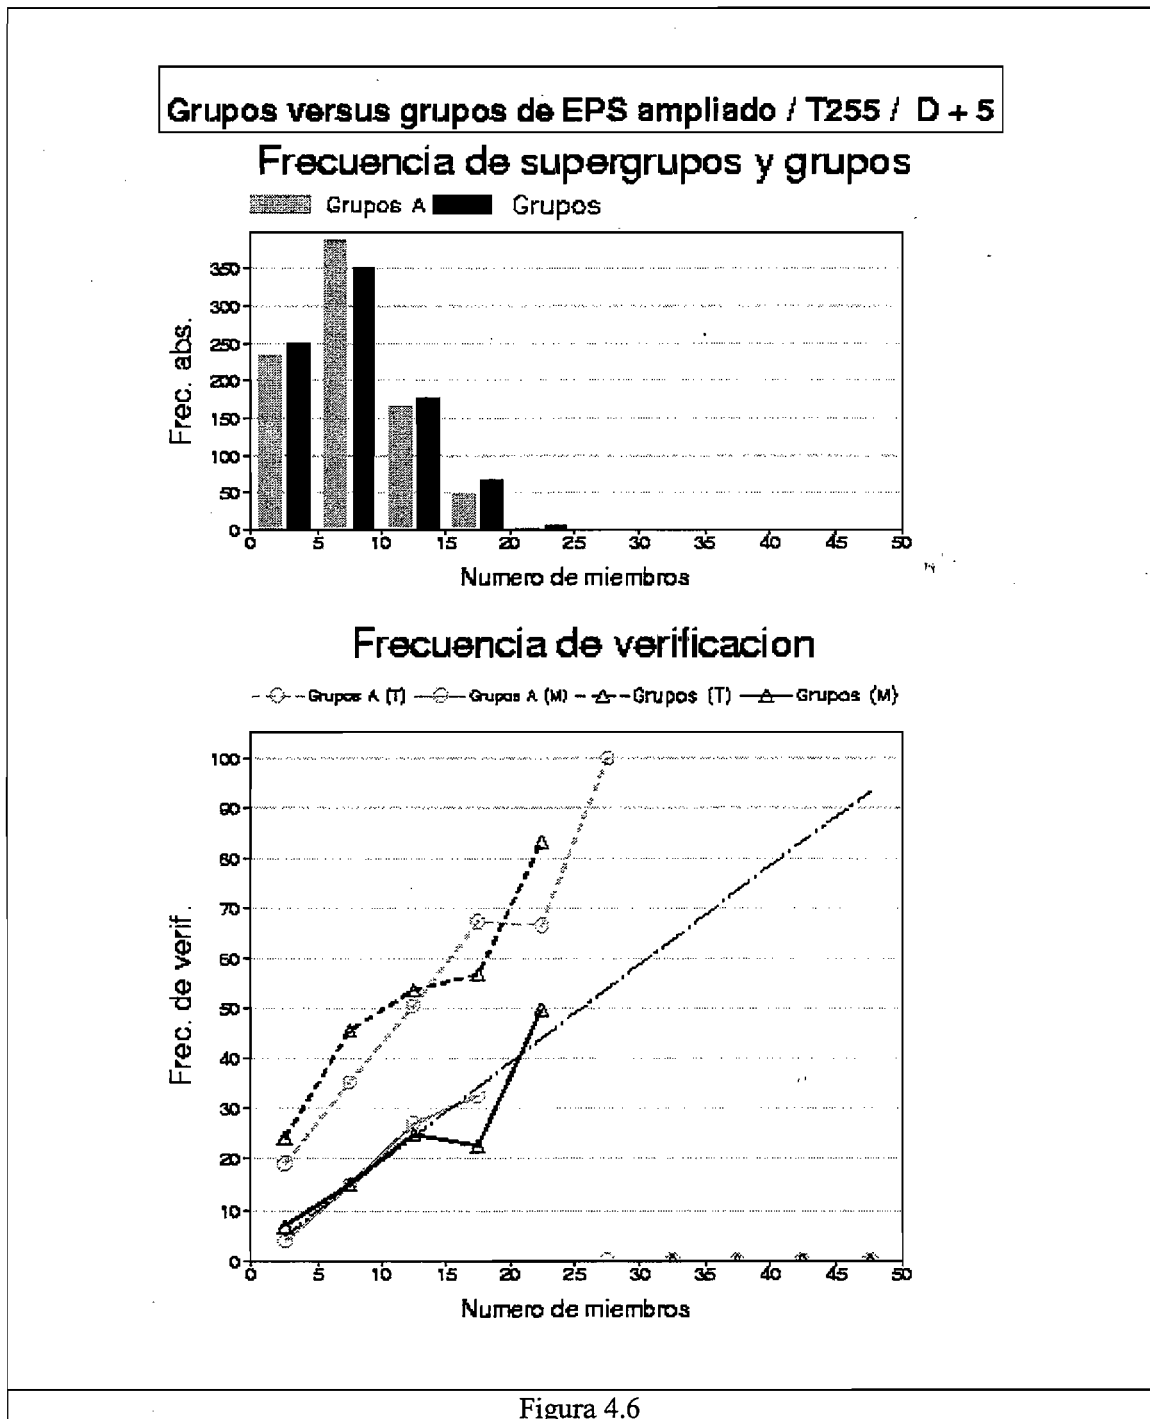 Grupos versus grupos de EPS ampliado / T255 / D + 5
Frecuencia de supergrupos y grupos
Grupos A Grupos
350
300
250
200
150
100
50
0
0 5 10 15 20 25 30 35 40 45 50
Frec. abs.
Numero de miembros
Frecuencia de verificacion
Grupos A (T) Grupos A (M) Grupos (T) Grupos (M)
100
90
80
70
60
50
40
30
20
10
0
0 5 10 15 20 25 30 35 40 45 50
Frec. de verif.
Numero de miembros
Figura 4.6